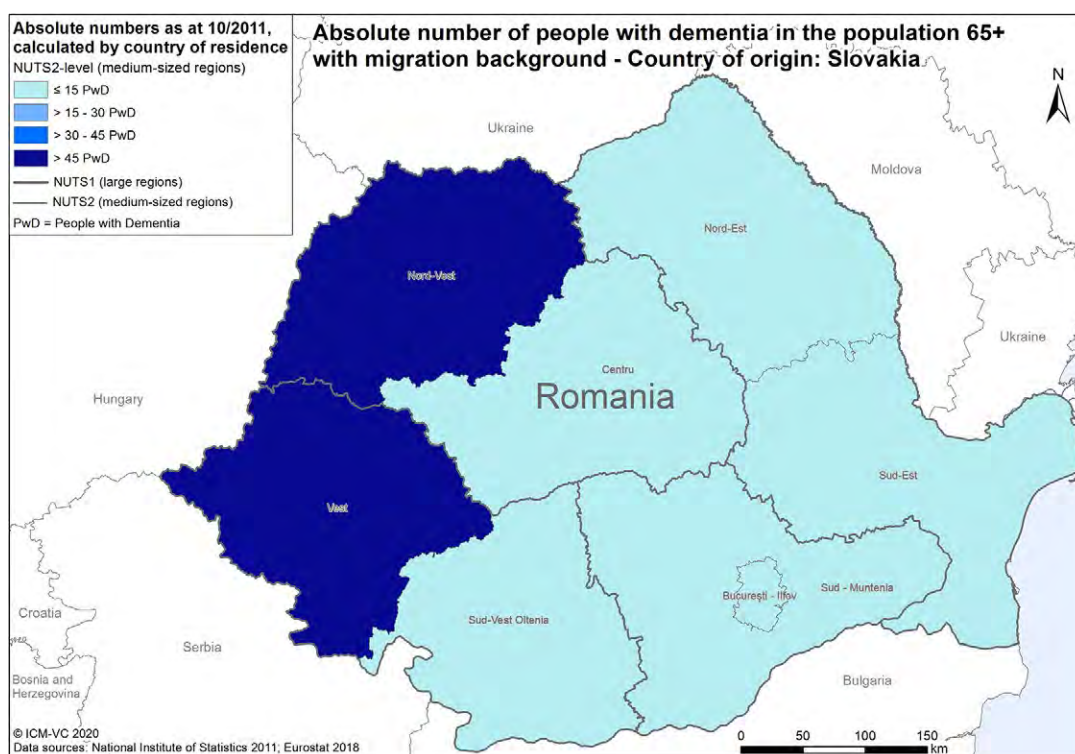 Absolute numbers as at 10/2011,
calculated by country of residence
NUTS2-level (medium-sized regions)
≤ 15 PwD
> 15 - 30 PwD
> 30 - 45 PwD
> 45 PwD
NUTS1 (large regions)
NUTS2 (medium-sized regions)
PwD = People with Dementia
Absolute number of people with dementia in the population 65+
with migration background - Country of origin: Slovakia
N
Ukraine
Moldova
Nord-Est
Nord-Vest
Ukraine
Centru
Romania
Hungary
Sud-Est
Vest
Bucureşti - Ilfov
Sud - Muntenia
Sud-Vest Oltenia
Croatia
Serbia
Bosnia and
Herzegovina
Bulgaria
© ICM-VC 2020
Data sources: National Institute of Statistics 2011; Eurostat 2018
0 25 50 100 150
km